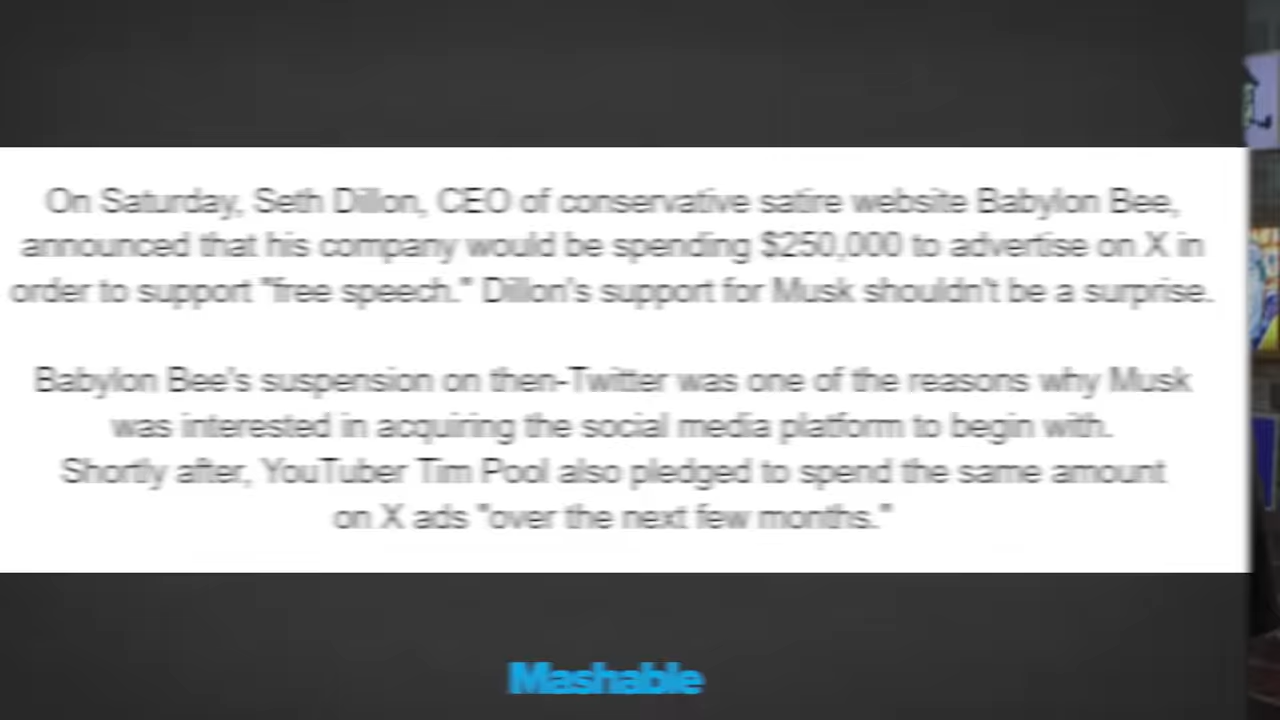 On Saturday, Seth Dillon, CEO of conservative satire website Babylon Bee,
announced that his company would be spending $250,000 to advertise on X in
order to support "free speech." Dillon's support for Musk shouldn't be a surprise.
Babylon Bee's suspension on then-Twitter was one of the reasons why Musk
was interested in acquiring the social media platform to begin with.
Shortly after, YouTuber Tim Pool also pledged to spend the same amount
on X ads "over the next few months."
Mashable